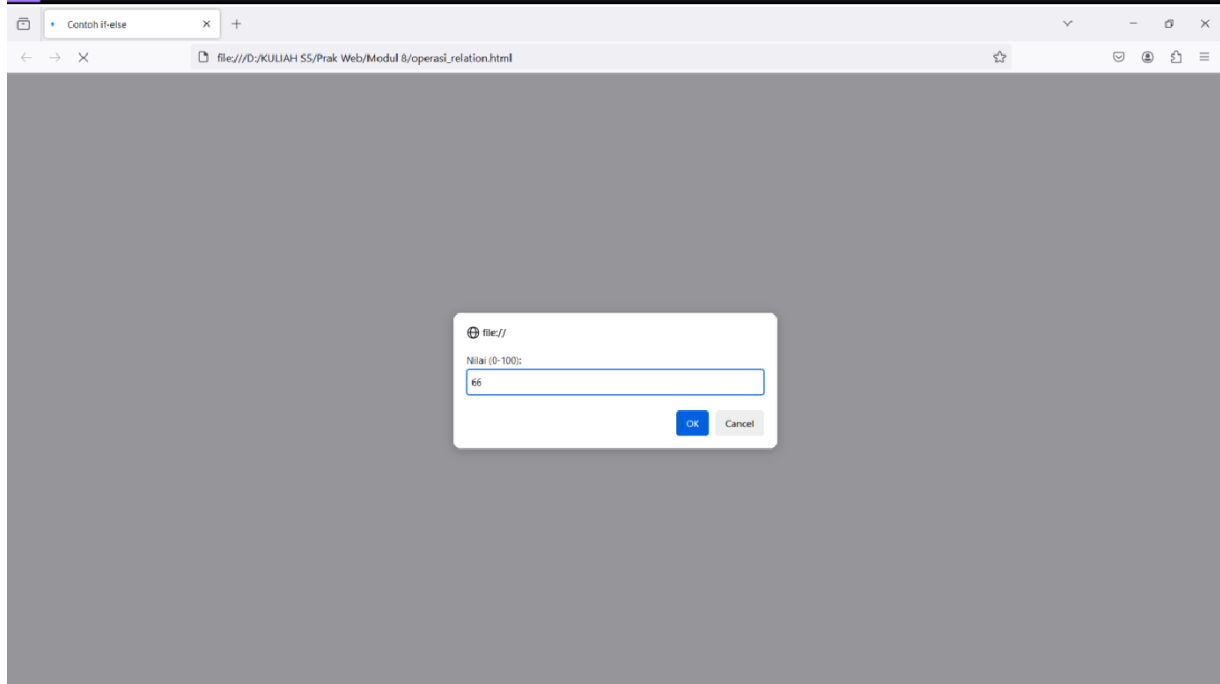 Contoh if-else
file:///D:/KULIAH S5/Prak Web/Modul 8/operasi_relation.html
file://
Nilai (0-100):
66
OK Cancel